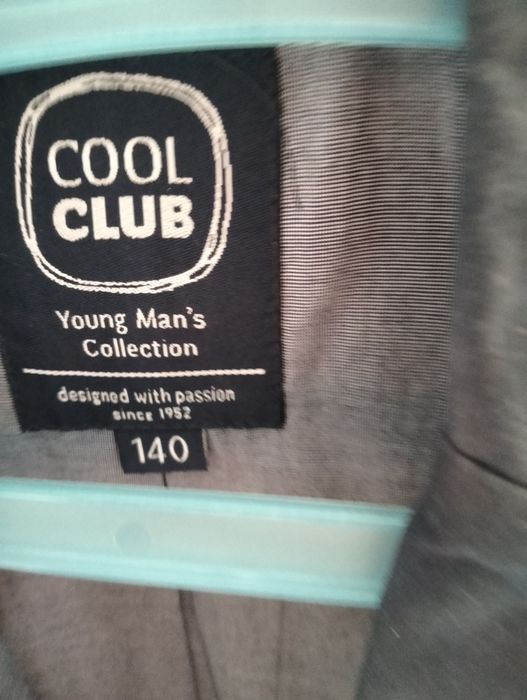 COOL
CLUB
Young Man's
Collection
designed with passion
SINCE 1952
140